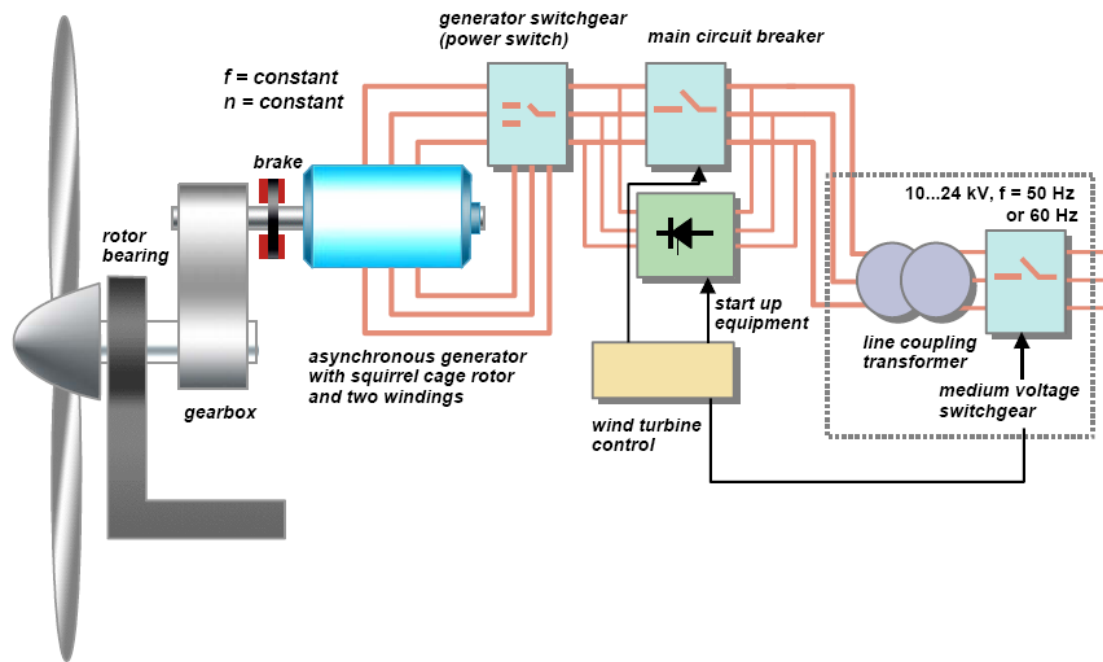 generator switchgear
(power switch)
main circuit breaker
f = constant
n = constant
brake
rotor
bearing
10...24 kV, f = 50 Hz
or 60 Hz
start up
equipment
line coupling
transformer
asynchronous generator
with squirrel cage rotor
and two windings
gearbox
medium voltage
switchgear
wind turbine
control